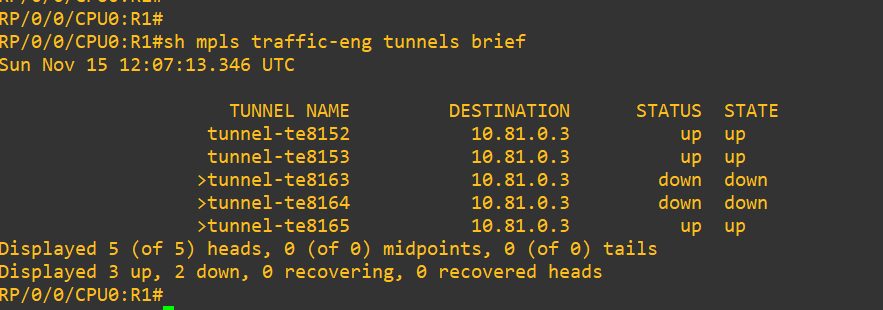 RP/0/0/CPU0:R1#
RP/0/0/CPU0:R1#
RP/0/0/CPU0:R1#sh mpls traffic-eng tunnels brief
Sun Nov 15 12:07:13.346 UTC
TUNNEL NAME DESTINATION STATUS STATE
tunnel-te8152 10.81.0.3 up up
tunnel-te8153 10.81.0.3 up up
>tunnel-te8163 10.81.0.3 down down
>tunnel-te8164 10.81.0.3 down down
>tunnel-te8165 10.81.0.3 up up
Displayed 5 (of 5) heads, 0 (of 0) midpoints, 0 (of 0) tails
Displayed 3 up, 2 down, 0 recovering, 0 recovered heads
RP/0/0/CPU0:R1#